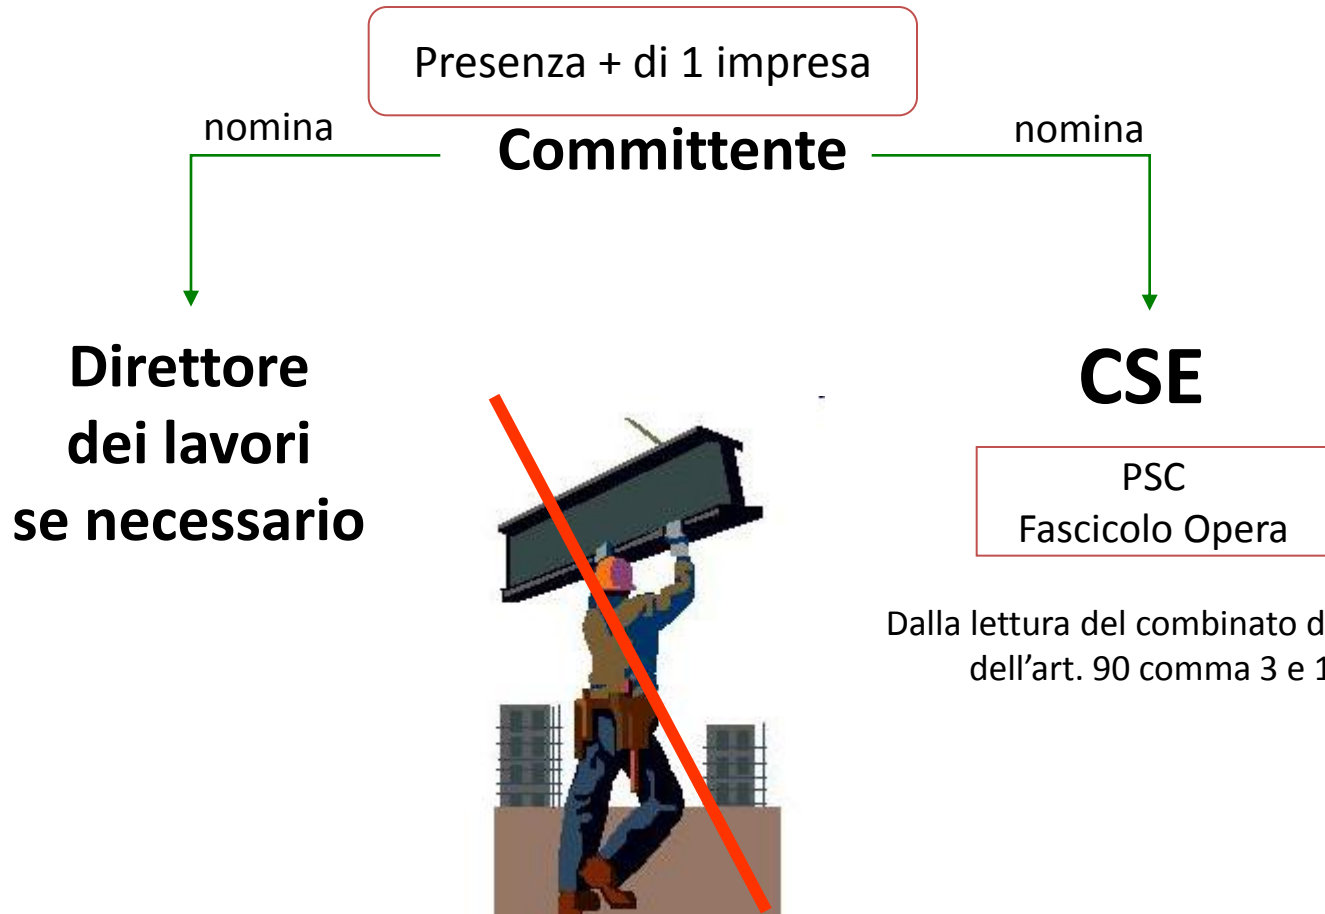 Presenza + di 1 impresa
nomina
Committente
nomina
Direttore
dei lavori
se necessario
CSE
PSC
Fascicolo Opera
Dalla lettura del combinato
dell’art. 90 comma 3 e